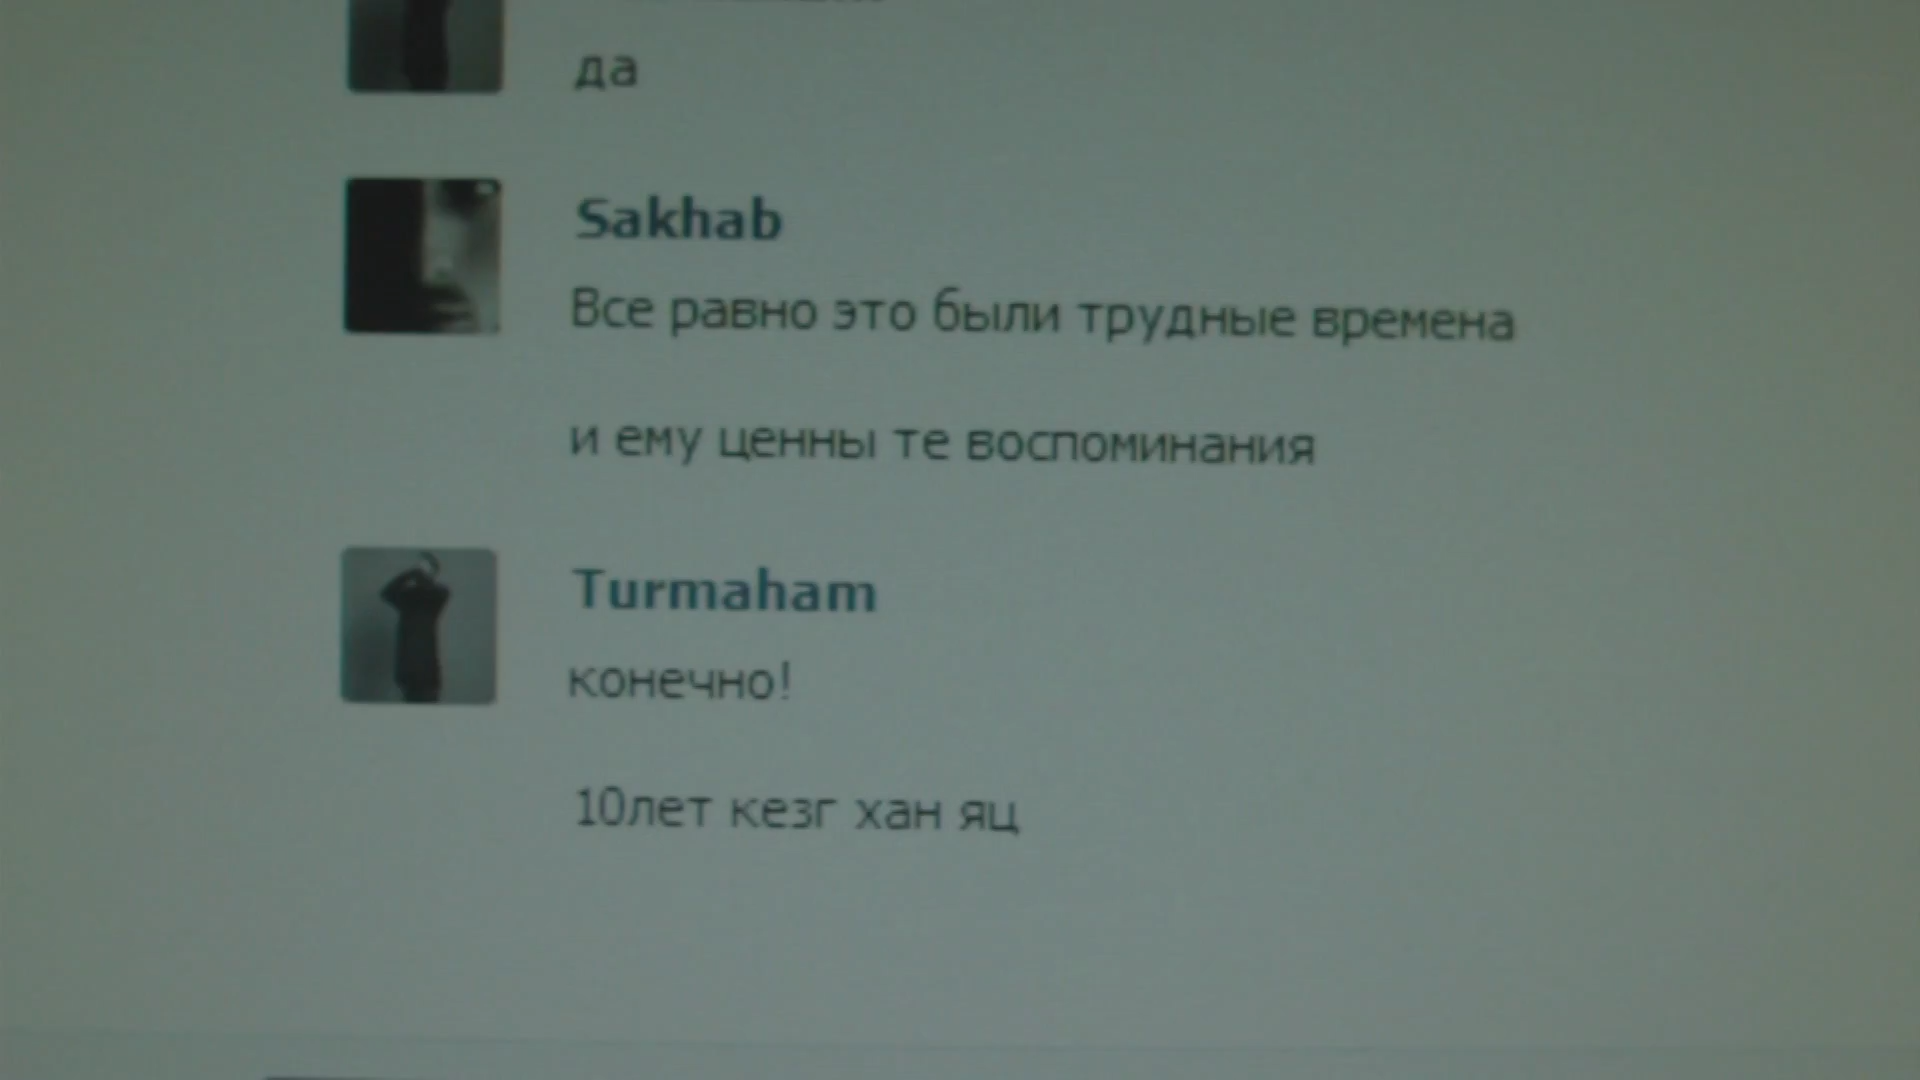 да
Sakhab
Все равно это были трудные времена
и ему ценны те воспоминания
Turmaham
конечно!
10лет кезг хан яц